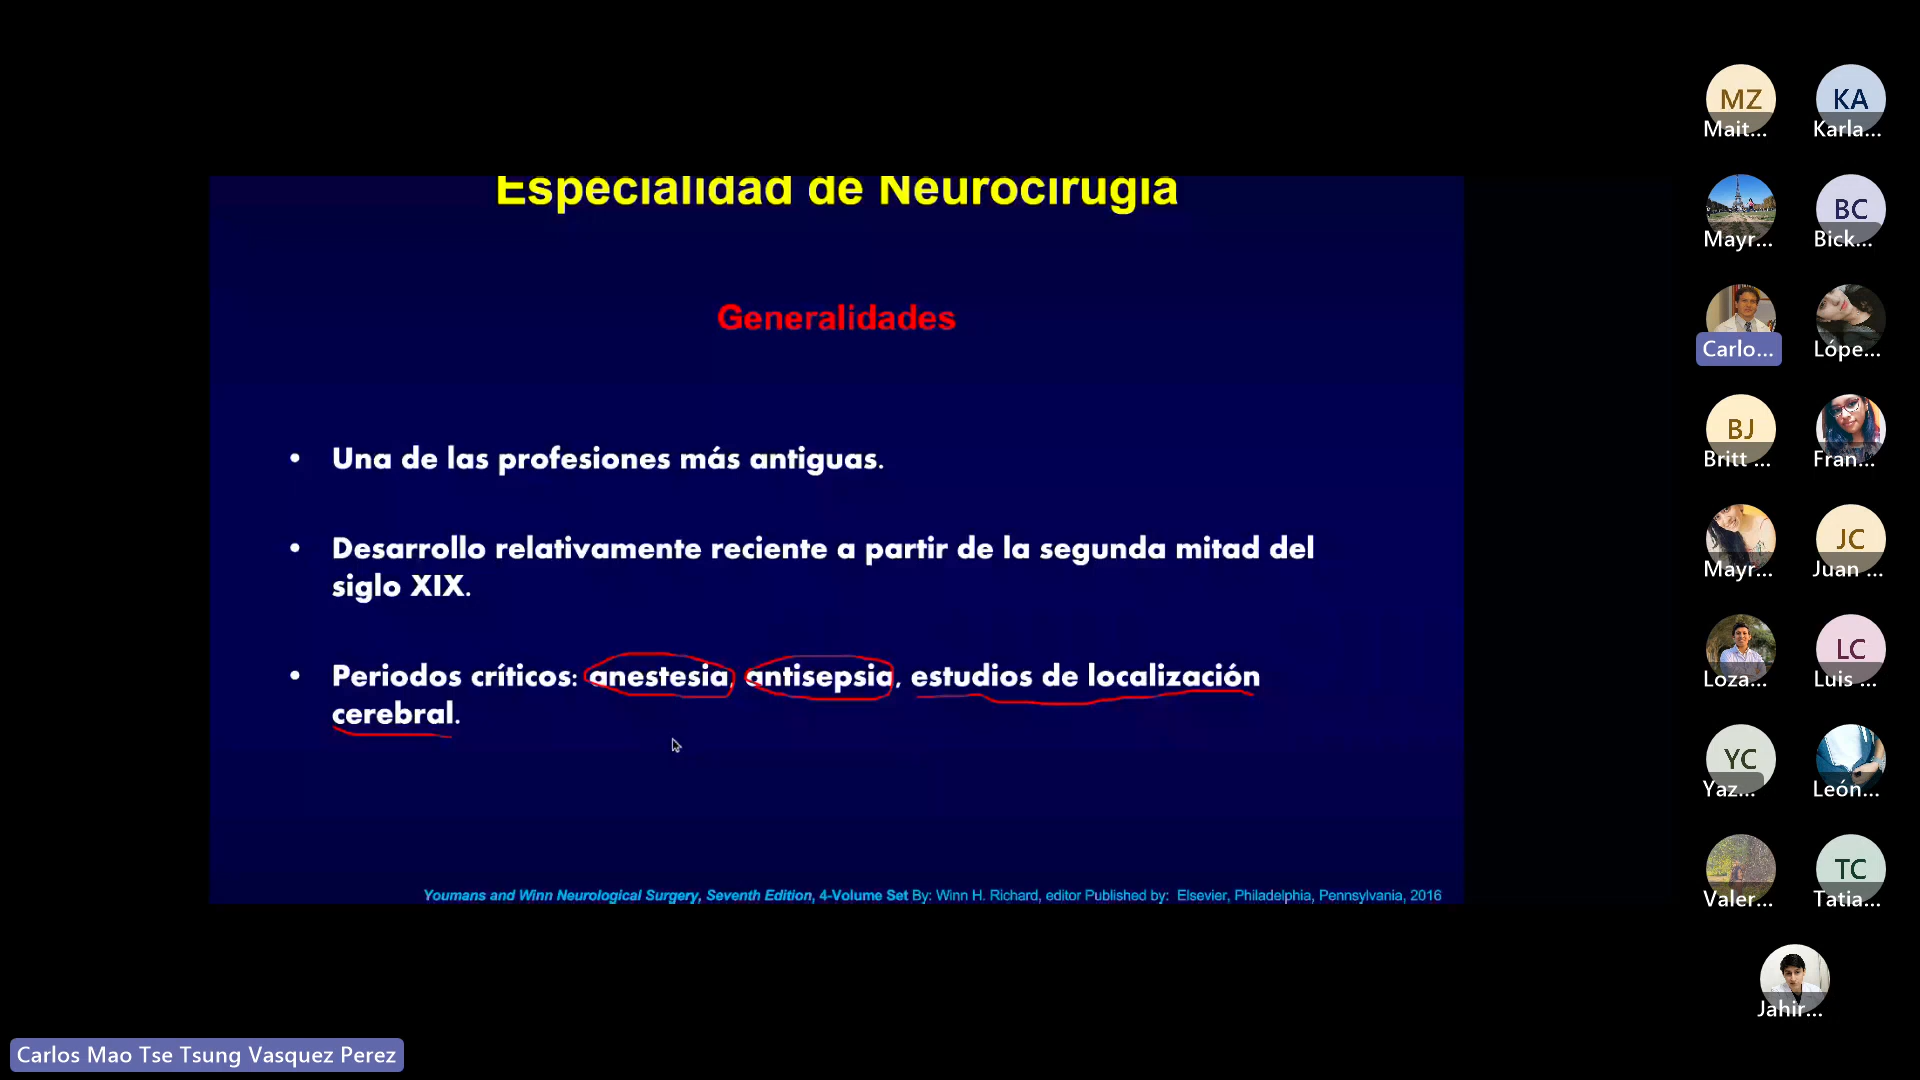 Especialidad de Neurocirugía
Generalidades
• Una de las profesiones más antiguas.
• Desarrollo relativamente reciente a partir de la segunda mitad del
siglo XIX.
• Periodos críticos: anestesia, antisepsia, estudios de localización
cerebral.
Youmans and Winn Neurological Surgery, Seventh Edition, 4-Volume Set By: Winn H. Richard, editor Published by: Elsevier, Philadelphia, Pennsylvania, 2016
MZ
Mait...
KA
Karla...
Mayr...
BC
Bick...
Carlo...
Lópe...
BJ
Britt ...
Fran...
Mayr...
JC
Juan ...
Loza...
LC
Luis ...
YC
Yaz...
León...
Valer...
TC
Tatia...
Jahir...
Carlos Mao Tse Tsung Vasquez Perez